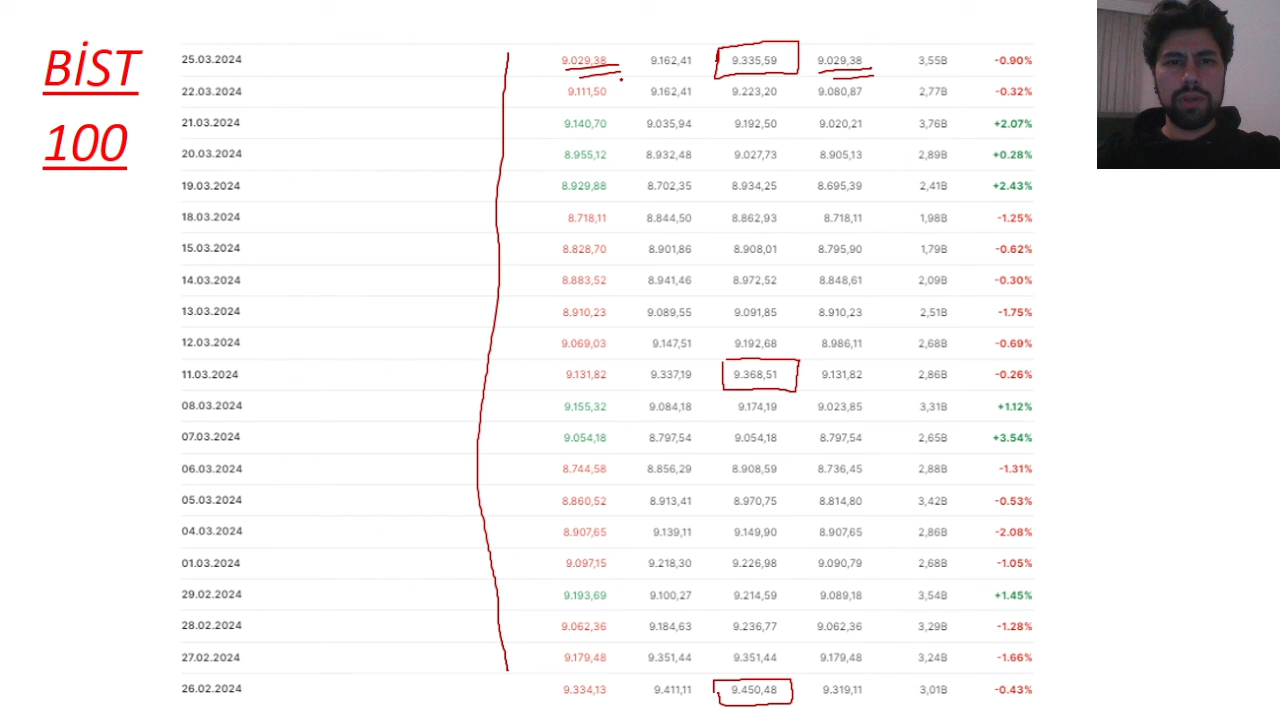 BİST
100
25.03.2024 9.029,38 9.162,41 9.335,59 9.029,38 3,55B -0.90%
22.03.2024 9.111,50 9.162,41 9.223,20 9.080,87 2,77B -0.32%
21.03.2024 9.140,70 9.035,94 9.192,50 9.020,21 3,76B +2.07%
20.03.2024 8.955,12 8.932,48 9.027,73 8.905,13 2,89B +0.28%
19.03.2024 8.929,88 8.702,35 8.934,25 8.695,39 2,41B +2.43%
18.03.2024 8.718,11 8.844,50 8.862,93 8.718,11 1,98B -1.25%
15.03.2024 8.828,70 8.901,86 8.908,01 8.795,90 1,79B -0.62%
14.03.2024 8.883,52 8.941,46 8.972,52 8.848,61 2,09B -0.30%
13.03.2024 8.910,23 9.089,55 9.091,85 8.910,23 2,51B -1.75%
12.03.2024 9.069,03 9.147,51 9.192,68 8.986,11 2,68B -0.69%
11.03.2024 9.131,82 9.337,19 9.368,51 9.131,82 2,86B -0.26%
08.03.2024 9.155,32 9.084,18 9.174,19 9.023,85 3,31B +1.12%
07.03.2024 9.054,18 8.797,54 9.054,18 8.797,54 2,65B +3.54%
06.03.2024 8.744,58 8.856,29 8.908,59 8.736,45 2,88B -1.31%
05.03.2024 8.860,52 8.913,41 8.970,75 8.814,80 3,42B -0.53%
04.03.2024 8.907,65 9.139,11 9.149,90 8.907,65 2,86B -2.08%
01.03.2024 9.097,15 9.218,30 9.226,98 9.090,79 2,68B -1.05%
29.02.2024 9.193,69 9.100,27 9.214,59 9.089,18 3,54B +1.45%
28.02.2024 9.062,36 9.184,63 9.236,77 9.062,36 3,29B -1.28%
27.02.2024 9.179,48 9.351,44 9.351,44 9.179,48 3,24B -1.66%
26.02.2024 9.334,13 9.411,11 9.450,48 9.319,11 3,01B -0.43%